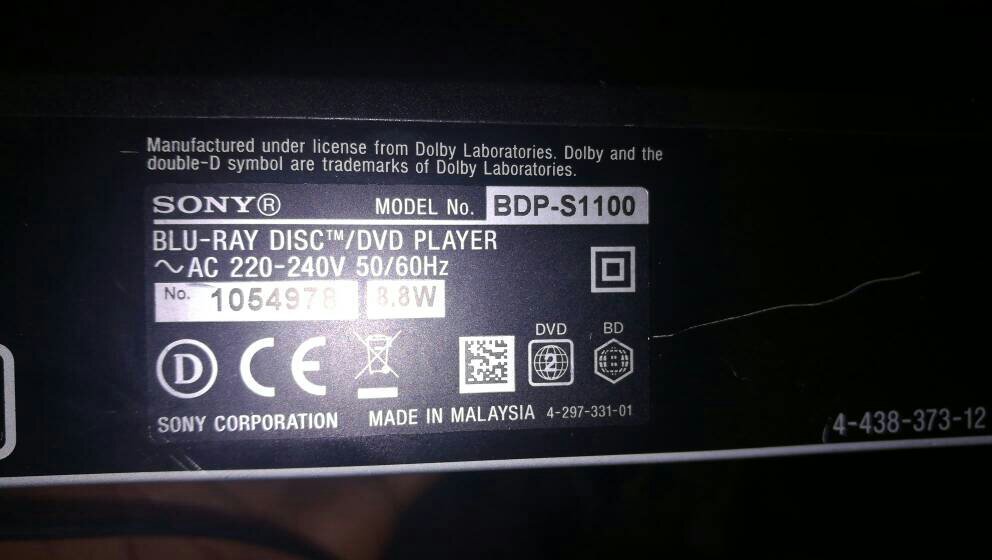 Manufactured under license from Dolby Laboratories. Dolby and the
double-D symbol are trademarks of Dolby Laboratories.
SONY® MODEL No. BDP-S1100
BLU-RAY DISC™/DVD PLAYER
~AC 220-240V 50/60Hz
No. 1054978 8.8W
DVD BD
D CE 2 B
SONY CORPORATION MADE IN MALAYSIA 4-297-331-01
4-438-373-12